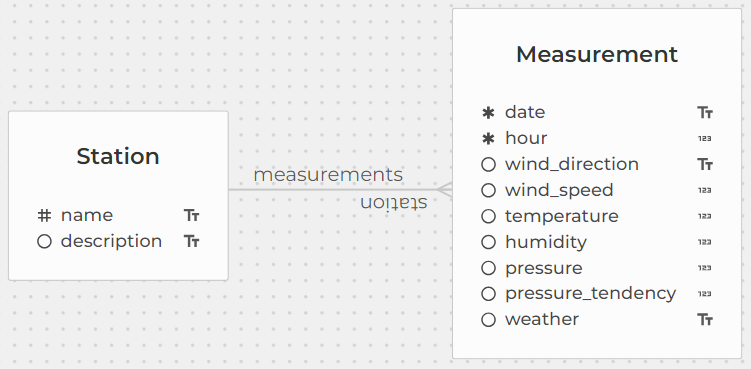 Station
# name Tт
description Tт
measurements
station
Measurement
* date Tт
* hour 123
wind_direction Tт
wind_speed 123
temperature 123
humidity 123
pressure 123
pressure_tendency 123
weather Tт